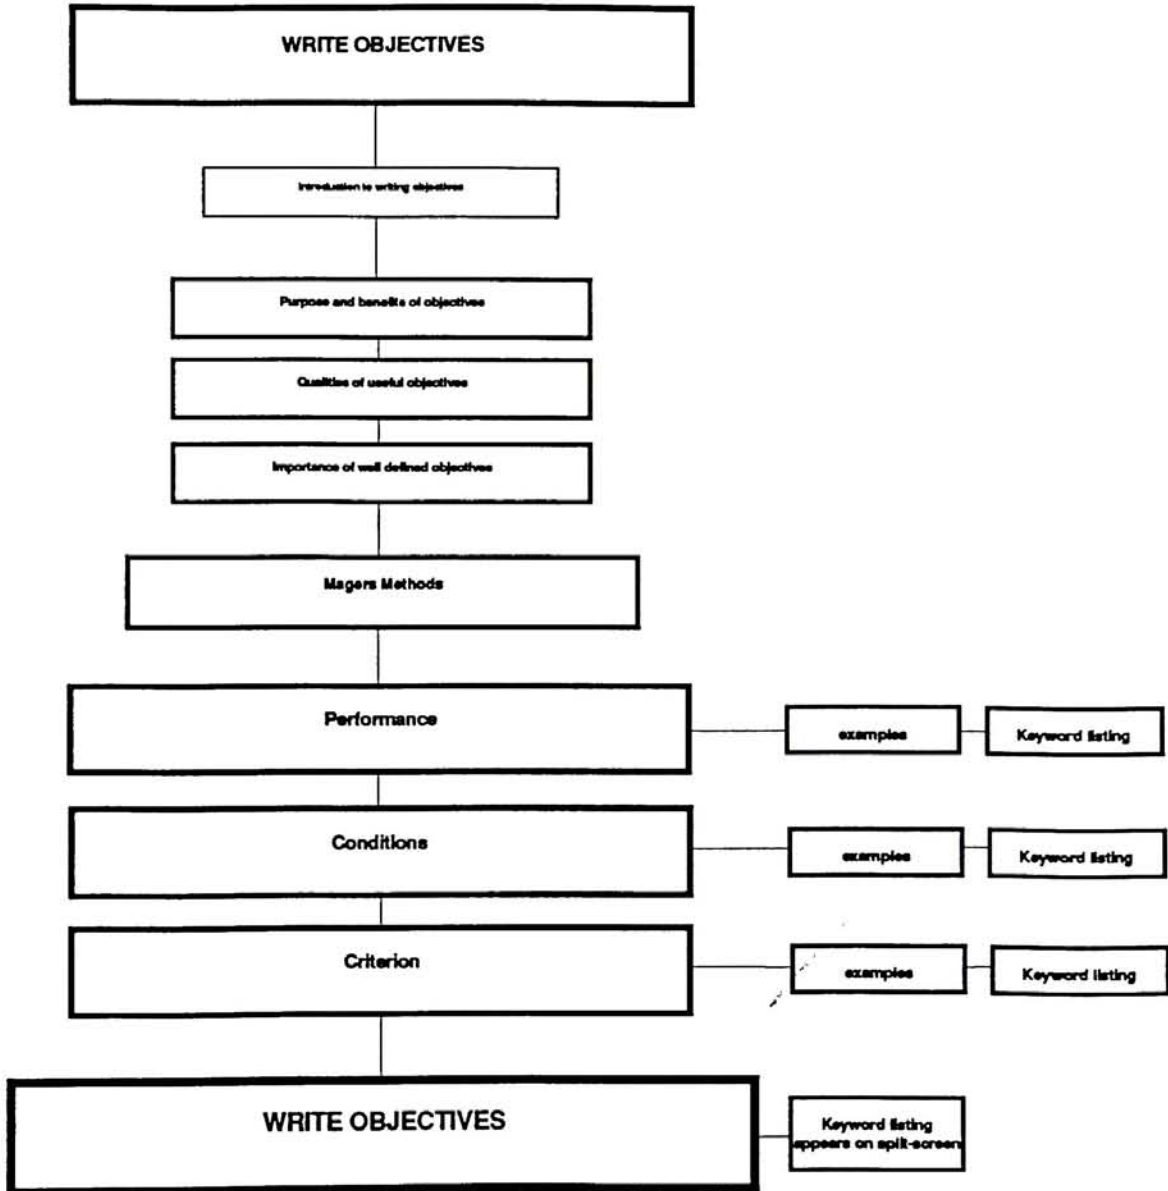 WRITE OBJECTIVES
Introduction to writing objectives
Purpose and benefits of objectives
Qualities of useful objectives
Importance of well defined objectives
Magers Methods
Performance
examples
Keyword listing
Conditions
examples
Keyword listing
Criterion
examples
Keyword listing
WRITE OBJECTIVES
Keyword listing
appears on split-screen